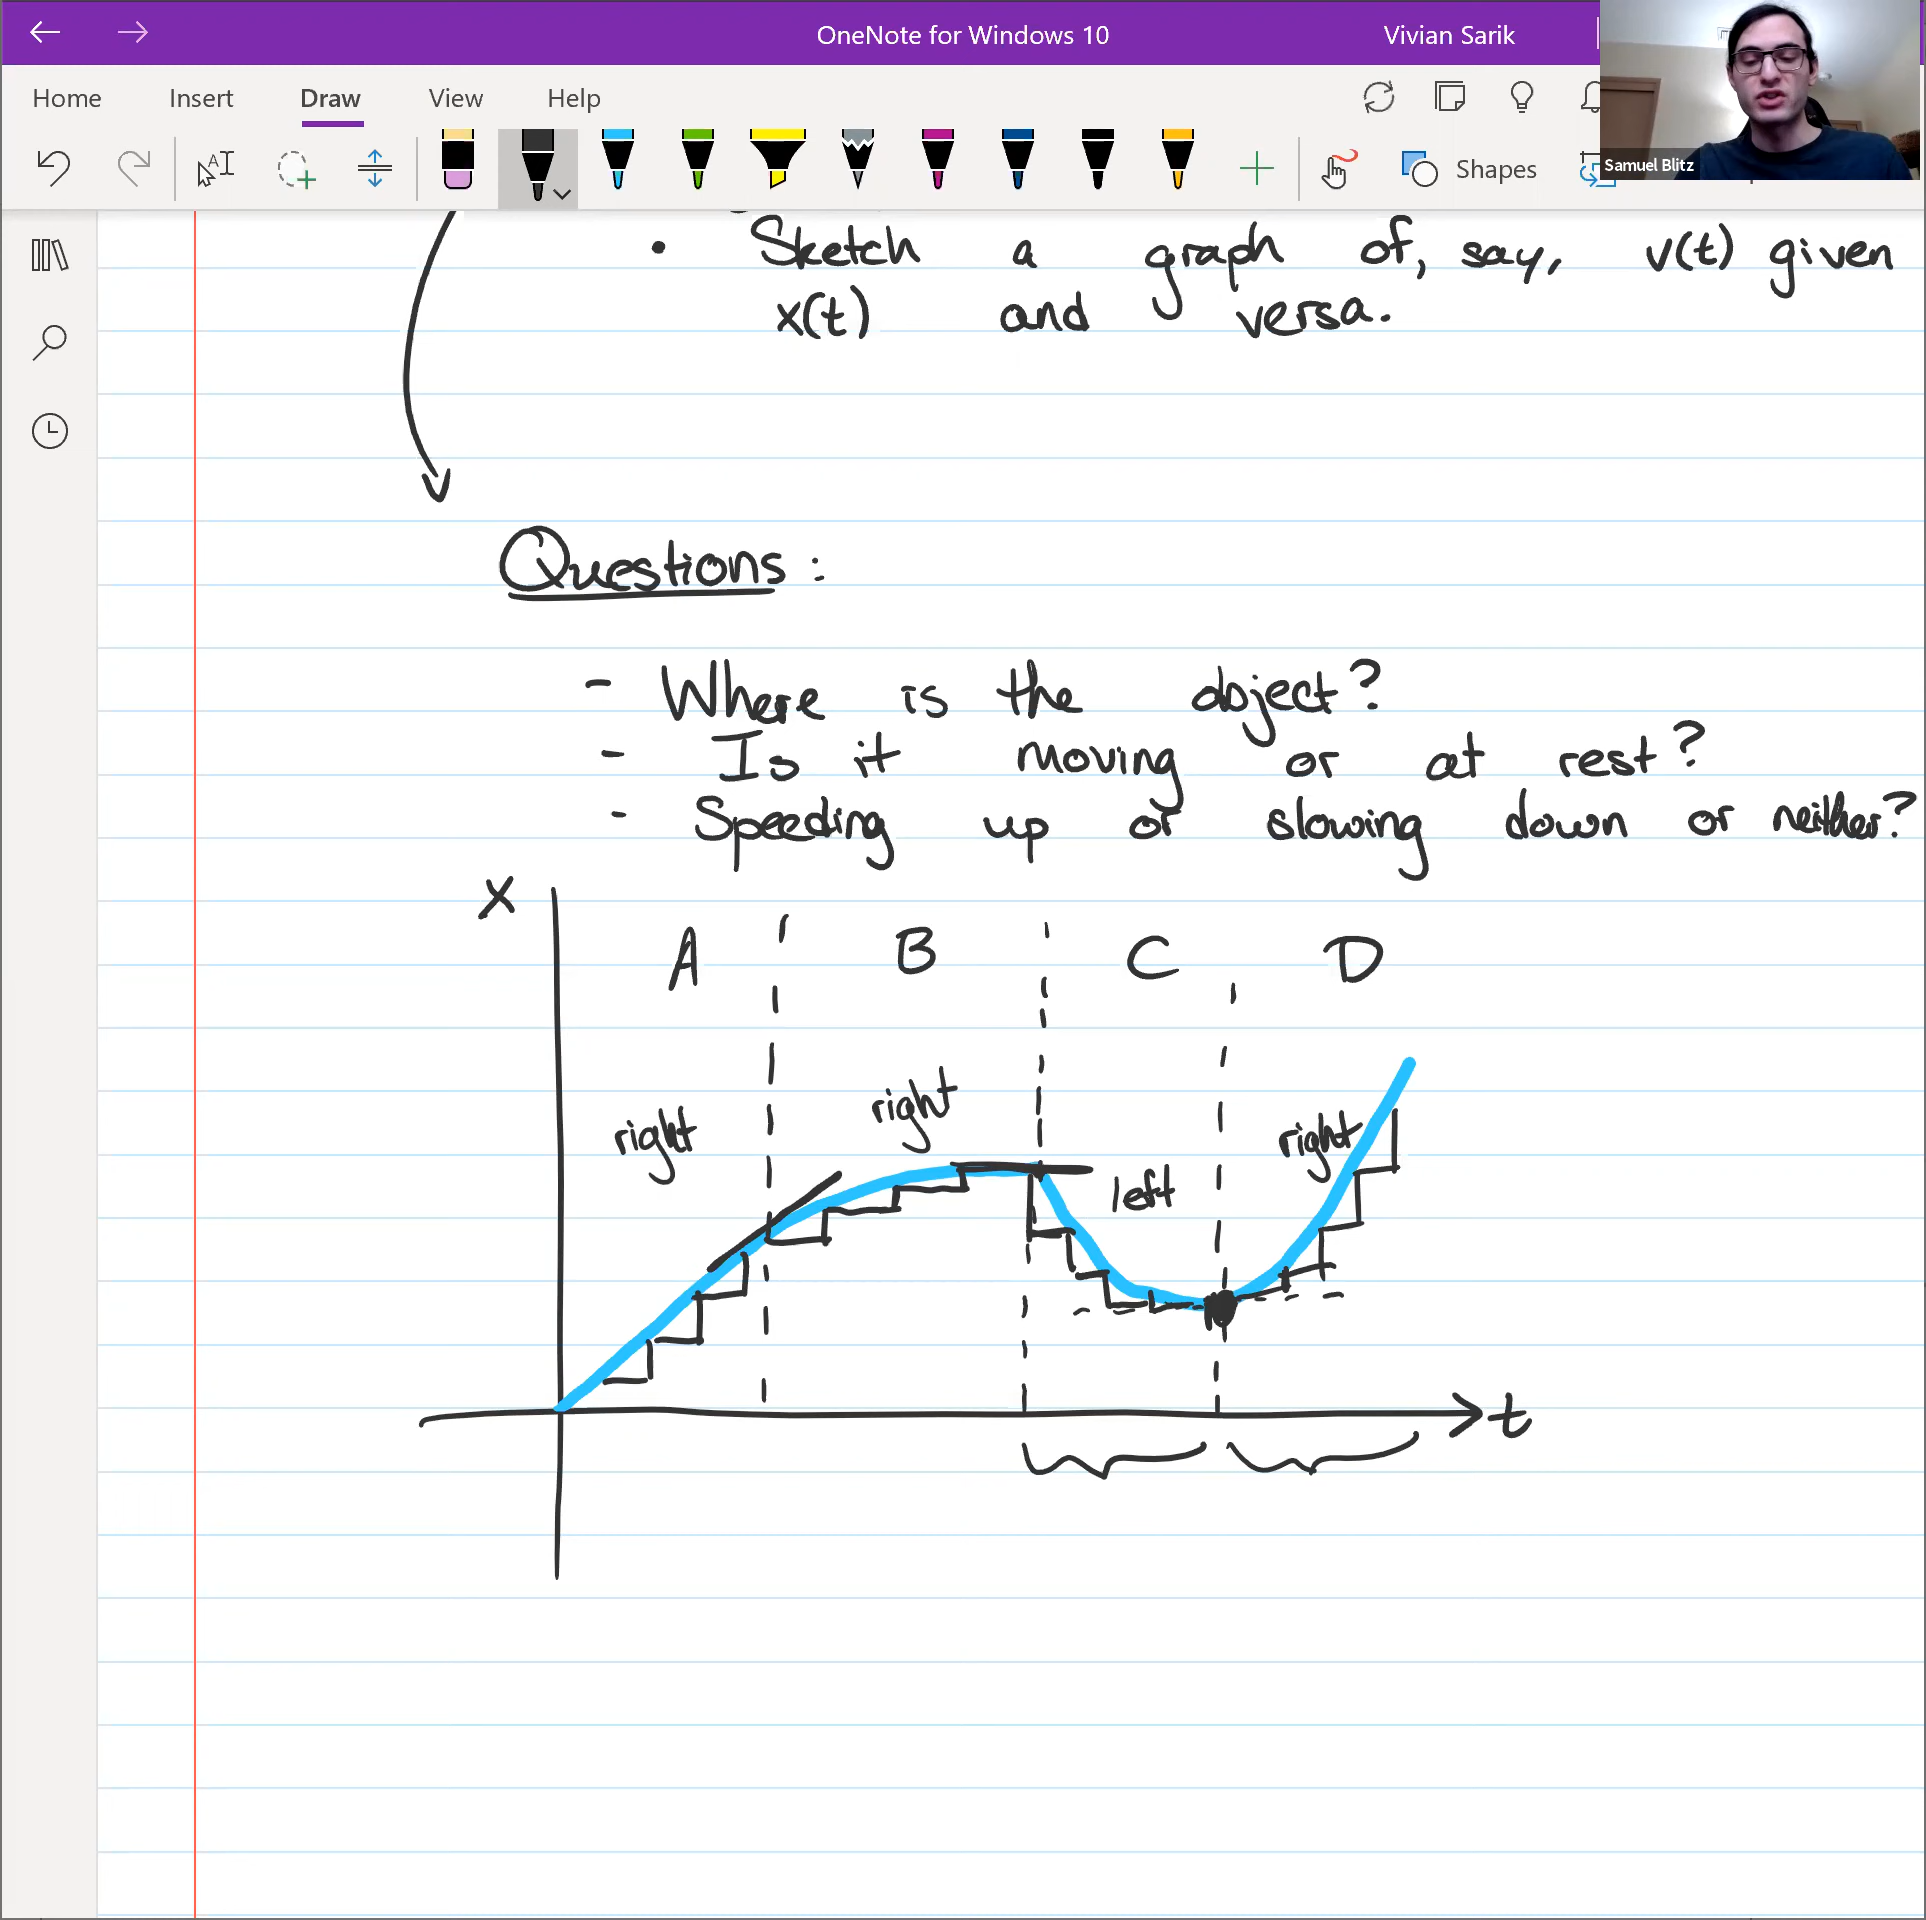 OneNote for Windows 10
Vivian Sarik
Home Insert Draw View Help
Shapes
Samuel Blitz
• Sketch a graph of, say, v(t) given
x(t) and versa.
Questions:
- Where is the object?
- Is it moving or at rest?
- Speeding up or slowing down or neither?
x
A B C D
right right left right
t